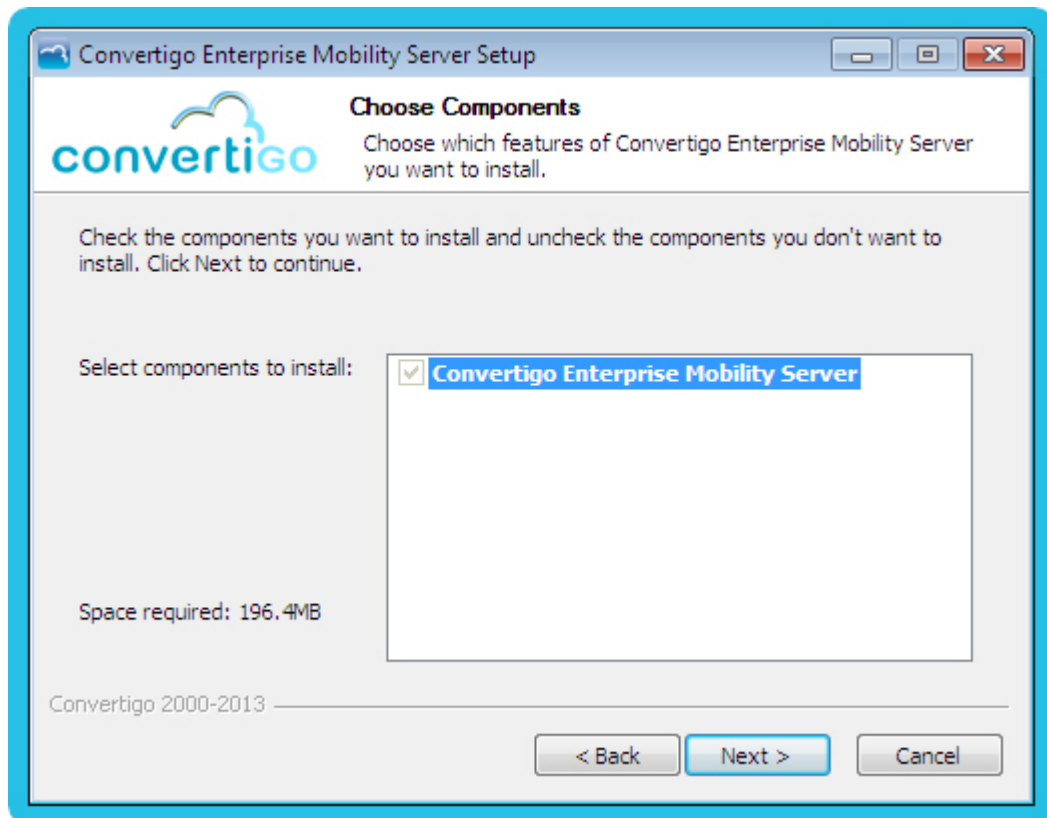 Convertigo Enterprise Mobility Server Setup
convertigo
Choose Components
Choose which features of Convertigo Enterprise Mobility Server
you want to install.
Check the components you want to install and uncheck the components you don't want to
install. Click Next to continue.
Select components to install:
Convertigo Enterprise Mobility Server
Space required: 196.4MB
Convertigo 2000-2013
< Back
Next >
Cancel